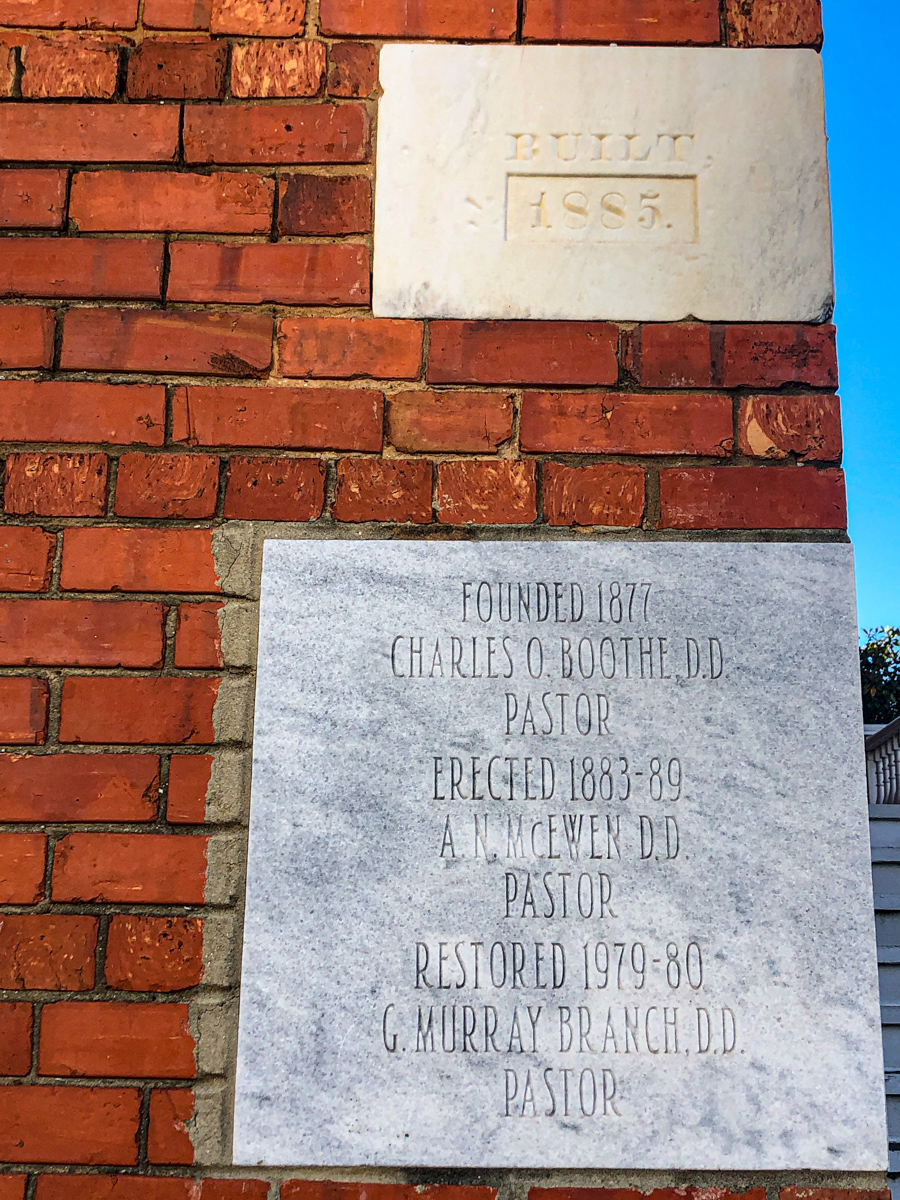 BUILT,
1885.
FOUNDED 1877
CHARLES O. BOOTHE, D.D.
PASTOR
ERECTED 1883-89
A. N. McEWEN D.D.
PASTOR
RESTORED 1979-80
G. MURRAY BRANCH, D.D.
PASTOR